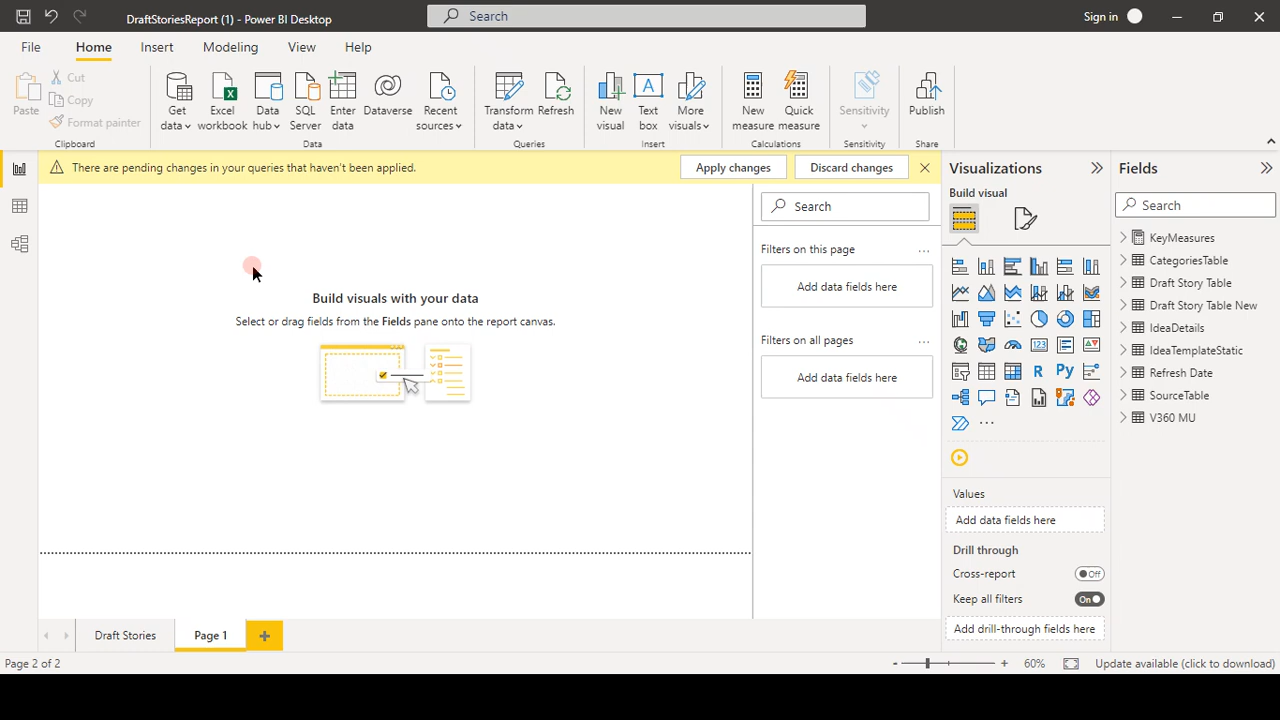 DraftStoriesReport (1) - Power BI Desktop
Search
Sign in
File Home Insert Modeling View Help
Paste
Cut
Copy
Format painter
Clipboard
Get data
Excel workbook
Data hub
SQL Server
Enter data
Dataverse
Recent sources
Data
Transform data
Refresh
Queries
New visual
A
Text box
More visuals
Insert
New measure
Quick measure
Calculations
Sensitivity
Sensitivity
Publish
Share
There are pending changes in your queries that haven't been applied.
Apply changes
Discard changes
Build visuals with your data
Select or drag fields from the Fields pane onto the report canvas.
Search
Filters on this page
...
Add data fields here
Filters on all pages
...
Add data fields here
Visualizations
Build visual
123
R
Py
...
Values
Add data fields here
Drill through
Cross-report
Off
Keep all filters
On
Add drill-through fields here
Fields
Search
KeyMeasures
CategoriesTable
Draft Story Table
Draft Story Table New
IdeaDetails
IdeaTemplateStatic
Refresh Date
SourceTable
V360 MU
Draft Stories
Page 1
+
Page 2 of 2
- + 60%
Update available (click to download)